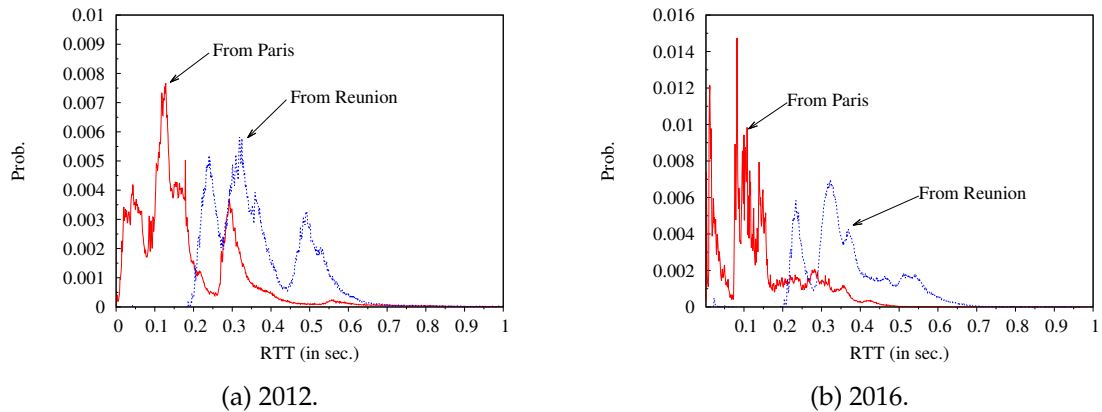 0.01
0.009
0.008
0.007
0.006
0.005
0.004
0.003
0.002
0.001
0
Prob.
From Paris
From Reunion
0 0.1 0.2 0.3 0.4 0.5 0.6 0.7 0.8 0.9 1
RTT (in sec.)
(a) 2012.
0.016
0.014
0.012
0.01
0.008
0.006
0.004
0.002
0
Prob.
From Paris
From Reunion
0.1 0.2 0.3 0.4 0.5 0.6 0.7 0.8 0.9 1
RTT (in sec.)
(b) 2016.